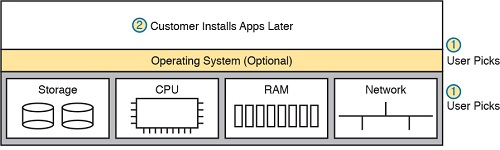 2 Customer Installs Apps Later
Operating System (Optional)
1
User Picks
Storage
CPU
RAM
Network
1
User Picks